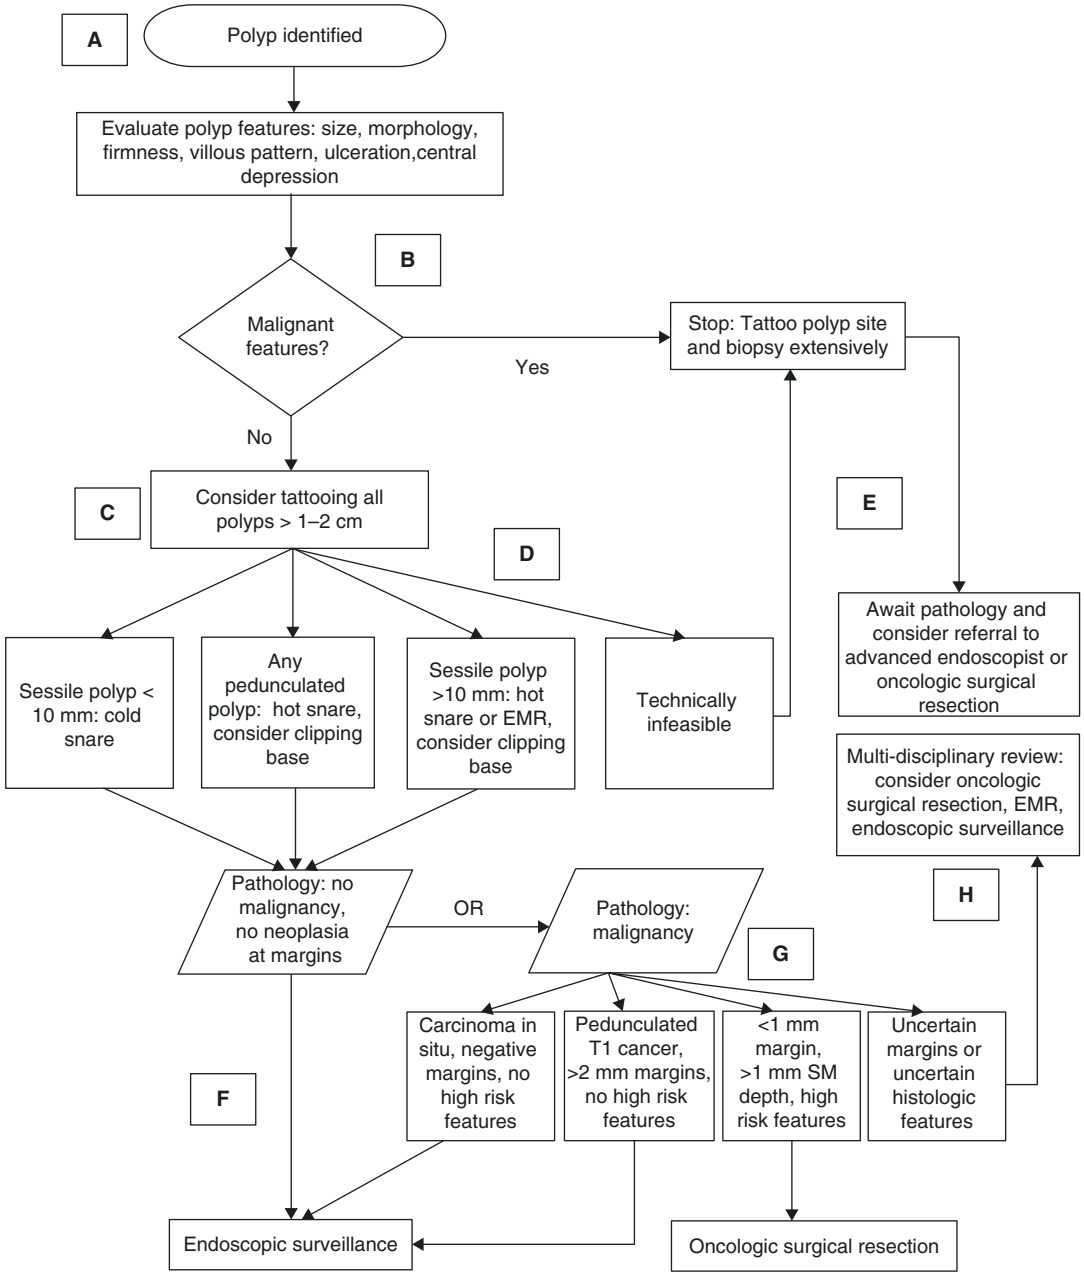 A
Polyp identified
Evaluate polyp features: size, morphology,
firmness, villous pattern, ulceration,central
depression
B
Malignant
features?
Yes
Stop: Tattoo polyp site
and biopsy extensively
No
C
Consider tattooing all
polyps > 1–2 cm
D
E
Sessile polyp <
10 mm: cold
snare
Any
pedunculated
polyp: hot snare,
consider clipping
base
Sessile polyp
>10 mm: hot
snare or EMR,
consider clipping
base
Technically
infeasible
Await pathology and
consider referral to
advanced endoscopist or
oncologic surgical
resection
Multi-disciplinary review:
consider oncologic
surgical resection, EMR,
endoscopic surveillance
Pathology: no
malignancy,
no neoplasia
at margins
OR
Pathology:
malignancy
G
H
Carcinoma in
situ, negative
margins, no
high risk
features
Pedunculated
T1 cancer,
>2 mm margins,
no high risk
features
<1 mm
margin,
>1 mm SM
depth, high
risk features
Uncertain
margins or
uncertain
histologic
features
F
Endoscopic surveillance
Oncologic surgical resection